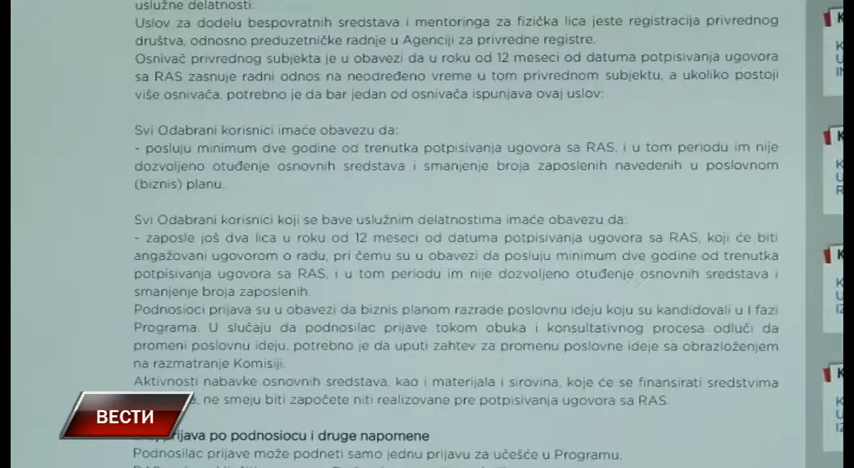 uslužne delatnosti.
Uslov za dodelu bespovratnih sredstava i mentoringa za fizička lica jeste registracija privrednog
društva, odnosno preduzetničke radnje u Agenciji za privredne registre.
Osnivač privrednog subjekta je u obavezi da u roku od 12 meseci od datuma potpisivanja ugovora
sa RAS zasnuje radni odnos na neodređeno vreme u tom privrednom subjektu, a ukoliko postoji
više osnivača, potrebno je da bar jedan od osnivača ispunjava ovaj uslov:
Svi Odabrani korisnici imaće obavezu da:
- posluju minimum dve godine od trenutka potpisivanja ugovora sa RAS, i u tom periodu im nije
dozvoljeno otuđenje osnovnih sredstava i smanjenje broja zaposlenih navedenih u poslovnom
(biznis) planu.
Svi Odabrani korisnici koji se bave uslužnim delatnostima imaće obavezu da:
- zaposle još dva lica u roku od 12 meseci od datuma potpisivanja ugovora sa RAS, koji će biti
angažovani ugovorom o radu, pri čemu su u obavezi da posluju minimum dve godine od trenutka
potpisivanja ugovora sa RAS, i u tom periodu im nije dozvoljeno otuđenje osnovnih sredstava i
smanjenje broja zaposlenih.
Podnosioci prijava su u obavezi da biznis planom razrade poslovnu ideju koju su kandidovali u I fazi
Programa. U slučaju da podnosilac prijave tokom obuka i konsultativnog procesa odluči da
promeni poslovnu ideju, potrebno je da uputi zahtev za promenu poslovne ideje sa obrazloženjem
na razmatranje Komisiji.
Aktivnosti nabavke osnovnih sredstava, kao i materijala i sirovina, koje će se finansirati sredstvima
ne smeju biti započete niti realizovane pre potpisivanja ugovora sa RAS.
ВЕСТИ
prijava po podnosiocu i druge napomene
Podnosilac prijave može podneti samo jednu prijavu za učešće u Programu.